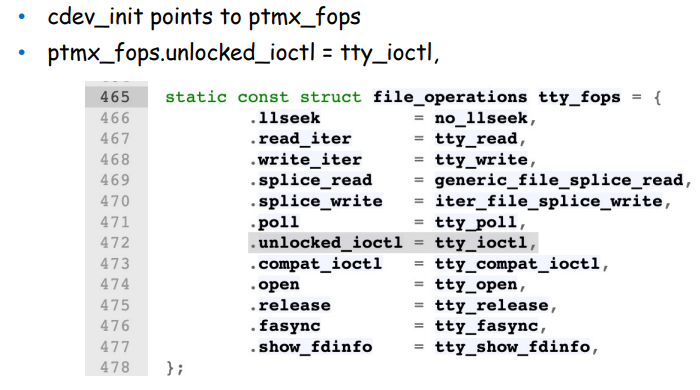 • cdev_init points to ptmx_fops
• ptmx_fops.unlocked_ioctl = tty_ioctl,
465 static const struct file_operations tty_fops = {
466 .llseek = no_llseek,
467 .read_iter = tty_read,
468 .write_iter = tty_write,
469 .splice_read = generic_file_splice_read,
470 .splice_write = iter_file_splice_write,
471 .poll = tty_poll,
472 .unlocked_ioctl = tty_ioctl,
473 .compat_ioctl = tty_compat_ioctl,
474 .open = tty_open,
475 .release = tty_release,
476 .fasync = tty_fasync,
477 .show_fdinfo = tty_show_fdinfo,
478 };